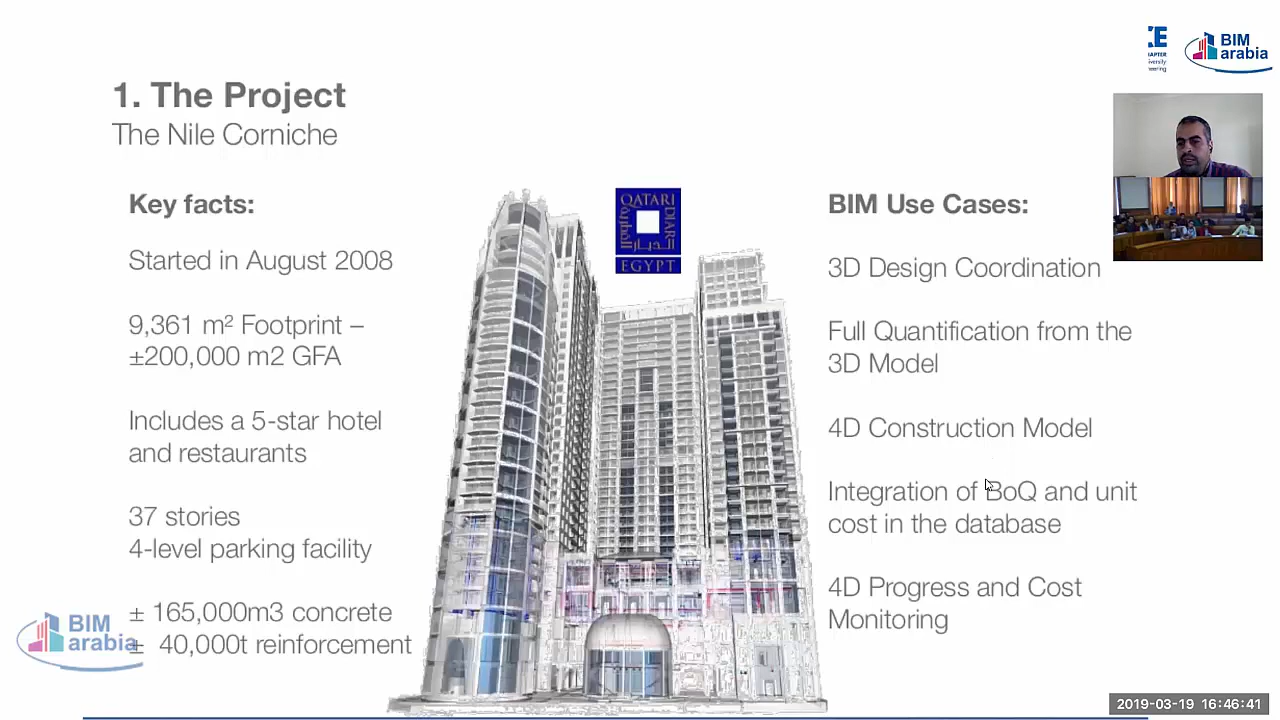 CE
HAPTER
iversity
neering
BIM
arabia
1. The Project
The Nile Corniche
Key facts:
Started in August 2008
9,361 m² Footprint –
±200,000 m2 GFA
Includes a 5-star hotel
and restaurants
37 stories
4-level parking facility
± 165,000m3 concrete
± 40,000t reinforcement
QATARI
DIAR
الديار
EGYPT
BIM Use Cases:
3D Design Coordination
Full Quantification from the
3D Model
4D Construction Model
Integration of BoQ and unit
cost in the database
4D Progress and Cost
Monitoring
BIM
arabia
2019-03-19 16:46:41